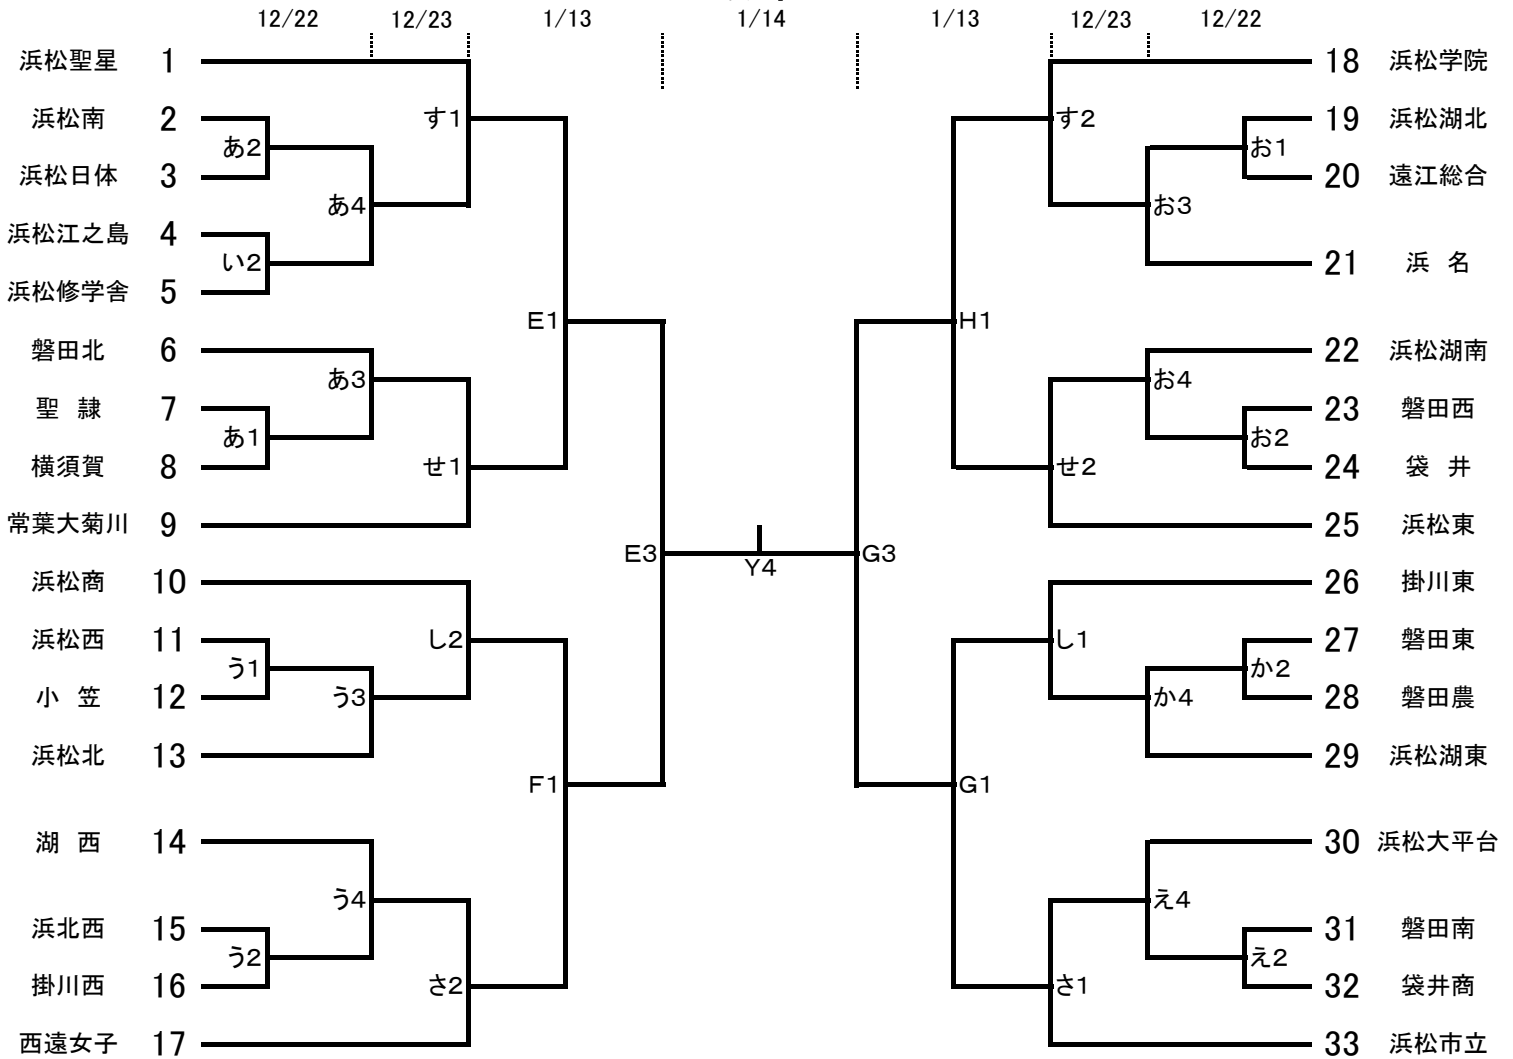 12/22 12/23 1/13 1/14 1/13 12/23 12/22
浜松聖星 1 18 浜松学院
浜松南 2 す1 す2 19 浜松湖北
あ2 お1
浜松日体 3 20 遠江総合
あ4 お3
浜松江之島 4
い2 21 浜 名
浜松修学舎 5
E1 H1
磐田北 6 22 浜松湖南
あ3 お4
聖 隷 7 23 磐田西
あ1 お2
横須賀 8 せ1 せ2 24 袋 井
常葉大菊川 9 25 浜松東
E3 G3
Y4
浜松商 10 26 掛川東
浜松西 11 し2 し1 27 磐田東
う1 か2
小 笠 12 う3 か4 28 磐田農
浜松北 13 29 浜松湖東
F1 G1
湖 西 14 30 浜松大平台
う4 え4
浜北西 15 31 磐田南
う2 え2
掛川西 16 さ2 さ1 32 袋井商
西遠女子 17 33 浜松市立